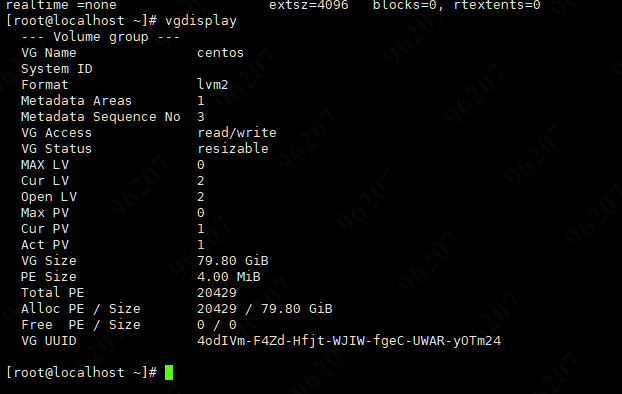 realtime =none                   extsz=4096   blocks=0, rtextents=0
[root@localhost ~]# vgdisplay
  --- Volume group ---
  VG Name               centos
  System ID
  Format                lvm2
  Metadata Areas        1
  Metadata Sequence No  3
  VG Access             read/write
  VG Status             resizable
  MAX LV                0
  Cur LV                2
  Open LV               2
  Max PV                0
  Cur PV                1
  Act PV                1
  VG Size               79.80 GiB
  PE Size               4.00 MiB
  Total PE              20429
  Alloc PE / Size       20429 / 79.80 GiB
  Free  PE / Size       0 / 0
  VG UUID               4odIVm-F4Zd-Hfjt-WJIW-fgeC-UWAR-yOTm24
[root@localhost ~]#
96207